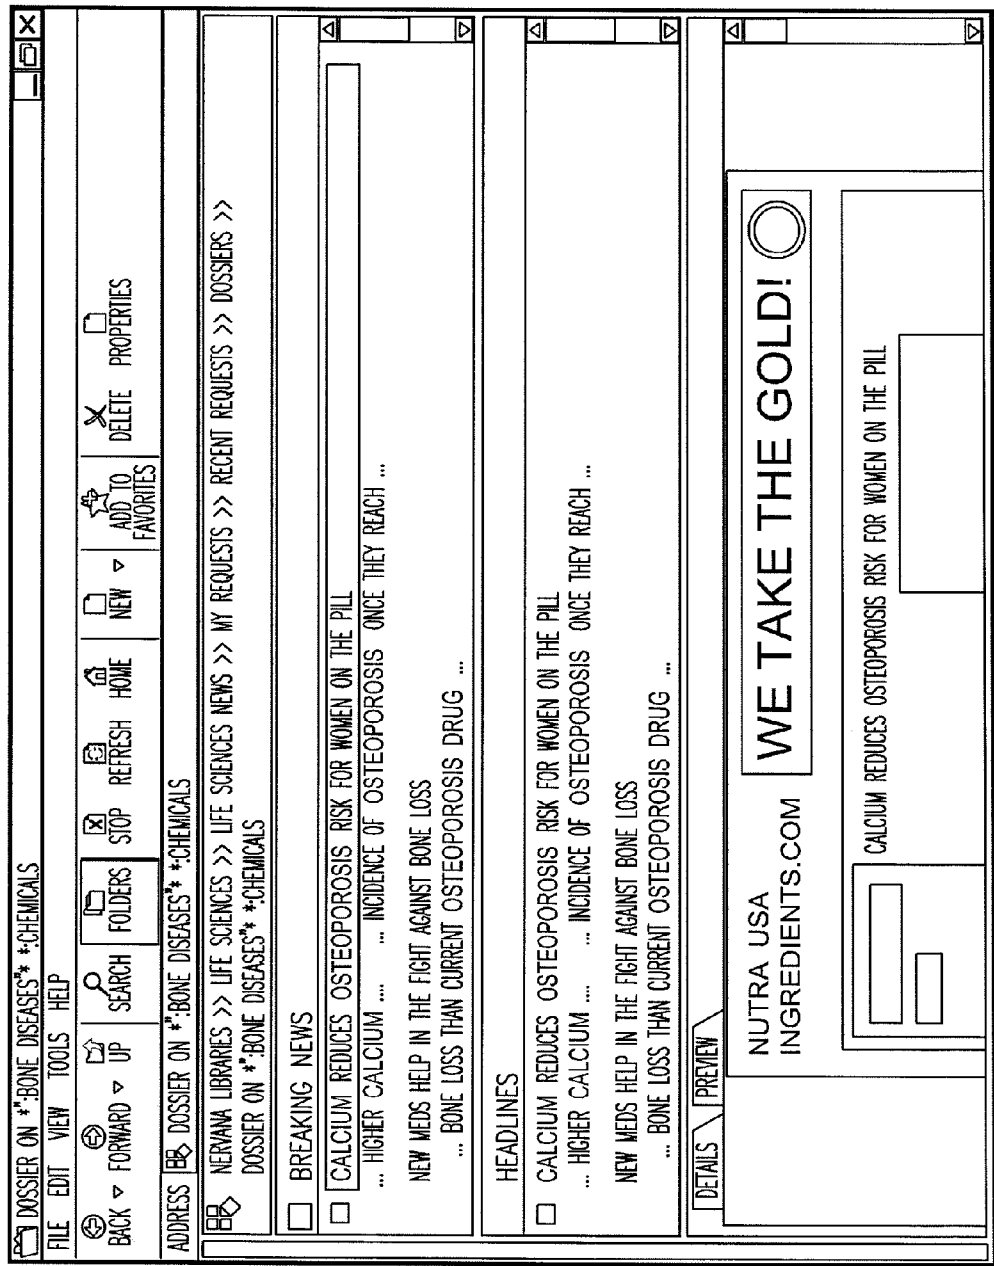 DOSSIER ON *":BONE DISEASES"* *:CHEMICALS
FILE EDIT VIEW TOOLS HELP
BACK FORWARD UP SEARCH FOLDERS STOP REFRESH HOME NEW ADD TO FAVORITES DELETE PROPERTIES
ADDRESS DOSSIER ON *":BONE DISEASES"* *:CHEMICALS
NERVANA LIBRARIES >> LIFE SCIENCES >> LIFE SCIENCES NEWS >> MY REQUESTS >> RECENT REQUESTS >> DOSSIERS >>
DOSSIER ON *":BONE DISEASES"* *:CHEMICALS
BREAKING NEWS
CALCIUM REDUCES OSTEOPOROSIS RISK FOR WOMEN ON THE PILL
... HIGHER CALCIUM .... ... INCIDENCE OF OSTEOPOROSIS ONCE THEY REACH ...
NEW MEDS HELP IN THE FIGHT AGAINST BONE LOSS
... BONE LOSS THAN CURRENT OSTEOPOROSIS DRUG ...
HEADLINES
CALCIUM REDUCES OSTEOPOROSIS RISK FOR WOMEN ON THE PILL
... HIGHER CALCIUM .... ... INCIDENCE OF OSTEOPOROSIS ONCE THEY REACH ...
NEW MEDS HELP IN THE FIGHT AGAINST BONE LOSS
... BONE LOSS THAN CURRENT OSTEOPOROSIS DRUG ...
DETAILS PREVIEW
NUTRA USA
INGREDIENTS.COM
WE TAKE THE GOLD!
CALCIUM REDUCES OSTEOPOROSIS RISK FOR WOMEN ON THE PILL